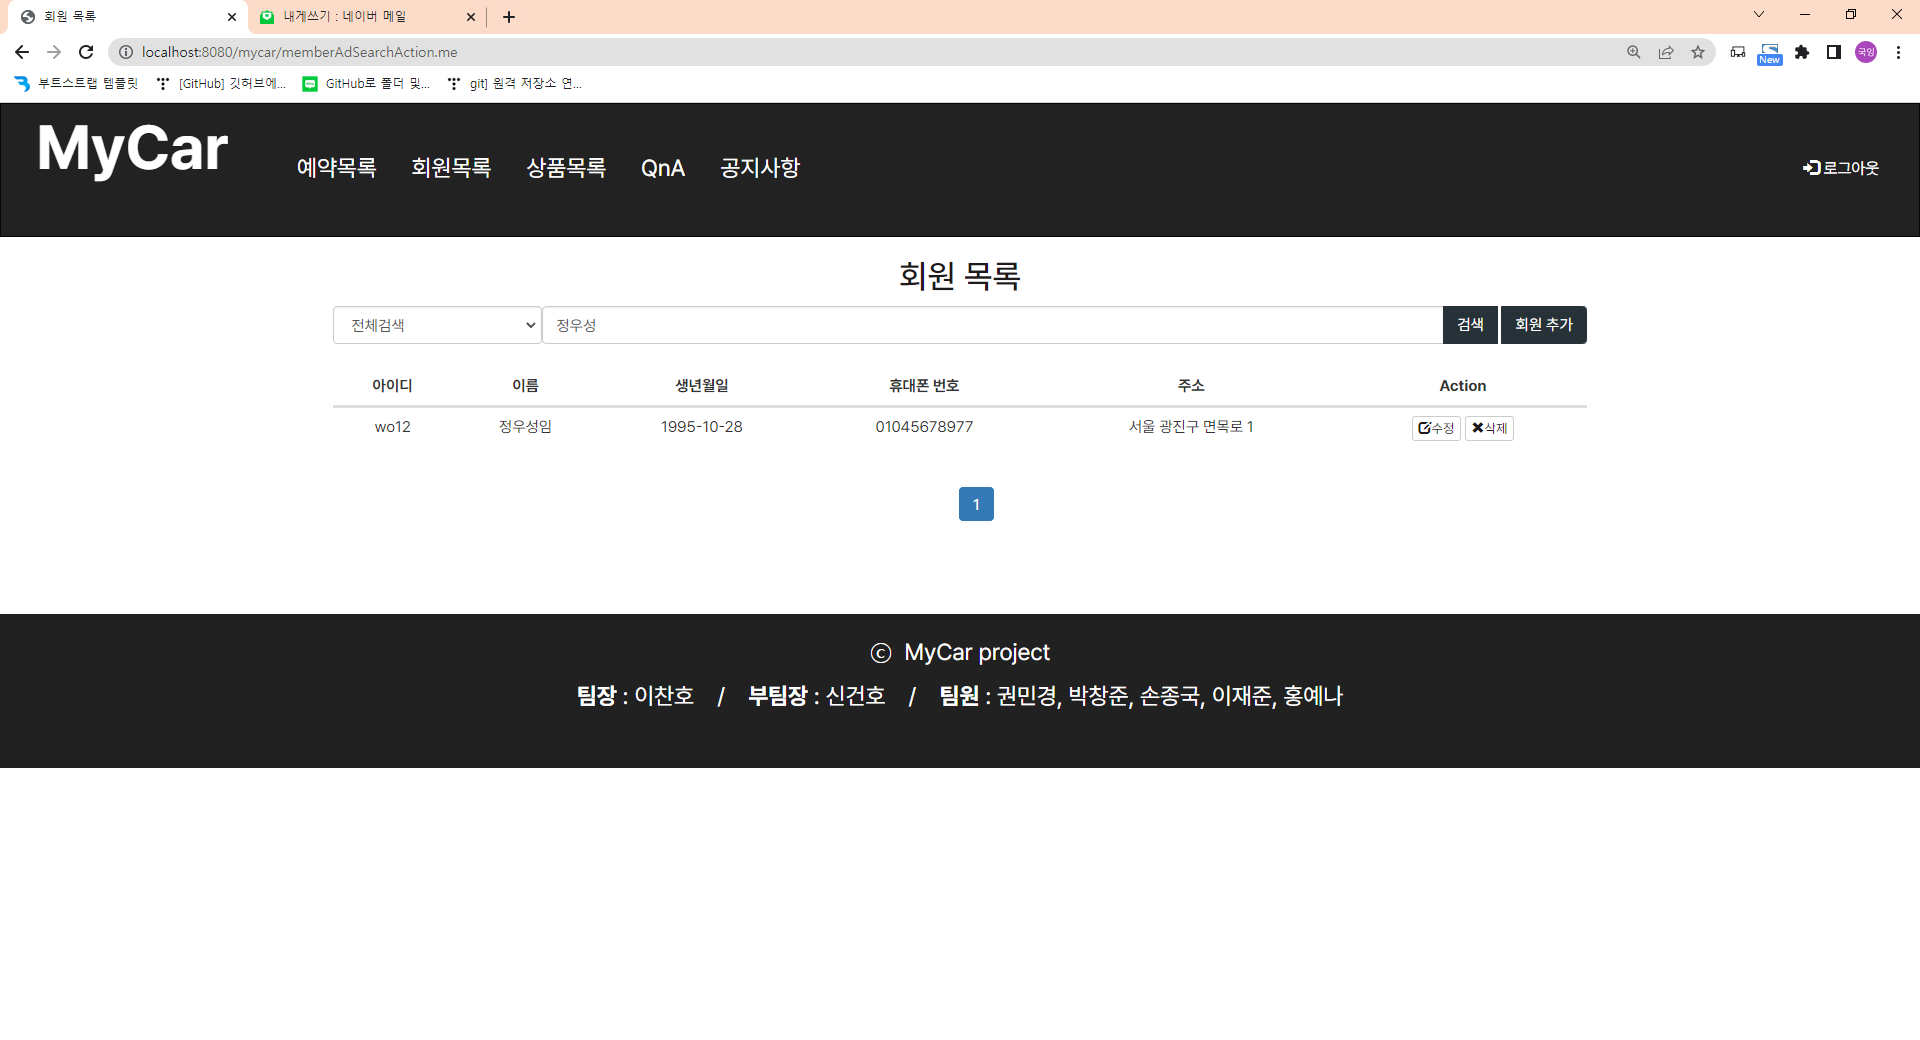 회원 목록
내게쓰기 : 네이버 메일
localhost:8080/mycar/memberAdSearchAction.me
New
국잉
부트스트랩 템플릿
[GitHub] 깃허브에...
GitHub로 폴더 및...
git] 원격 저장소 연...
MyCar
예약목록 회원목록 상품목록 QnA 공지사항
로그아웃
회원 목록
전체검색 정우성 검색 회원 추가
아이디 이름 생년월일 휴대폰 번호 주소 Action
wo12 정우성임 1995-10-28 01045678977 서울 광진구 면목로 1 수정 삭제
1
ⓒ MyCar project
팀장 : 이찬호 / 부팀장 : 신건호 / 팀원 : 권민경, 박창준, 손종국, 이재준, 홍예나